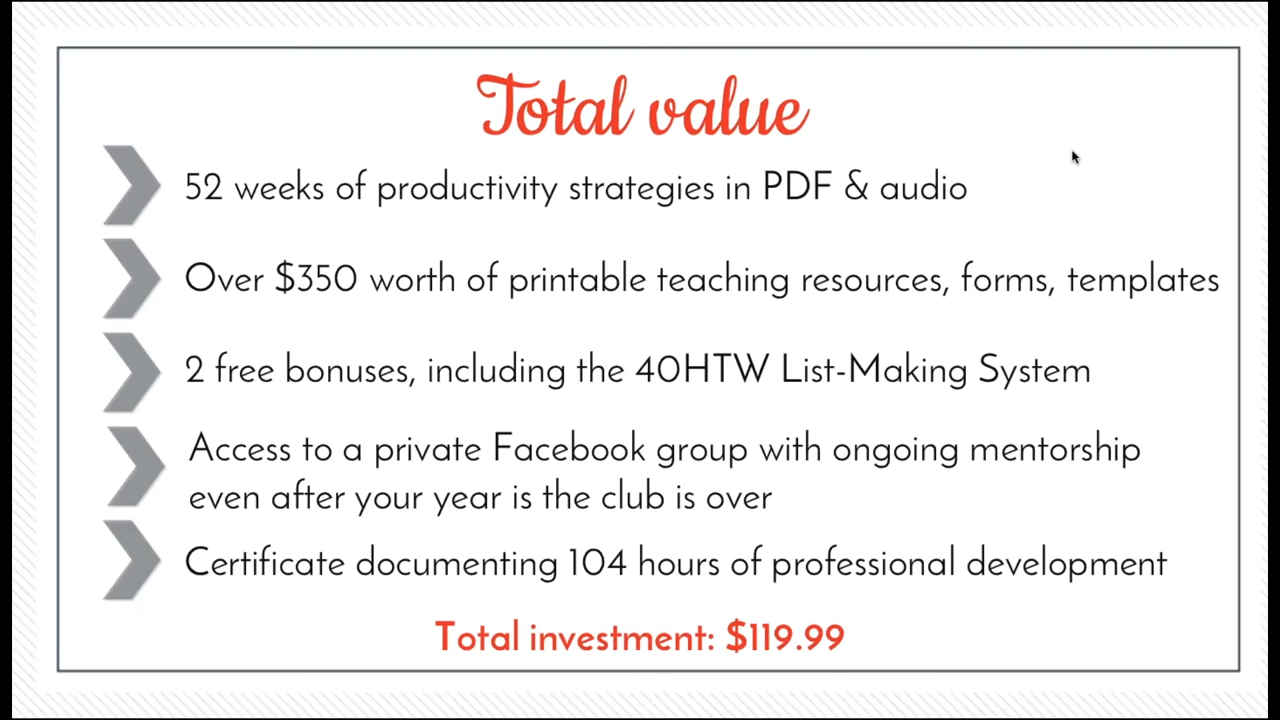 Total value
52 weeks of productivity strategies in PDF & audio
Over $350 worth of printable teaching resources, forms, templates
2 free bonuses, including the 40HTW List-Making System
Access to a private Facebook group with ongoing mentorship
even after your year is the club is over
Certificate documenting 104 hours of professional development
Total investment: $119.99